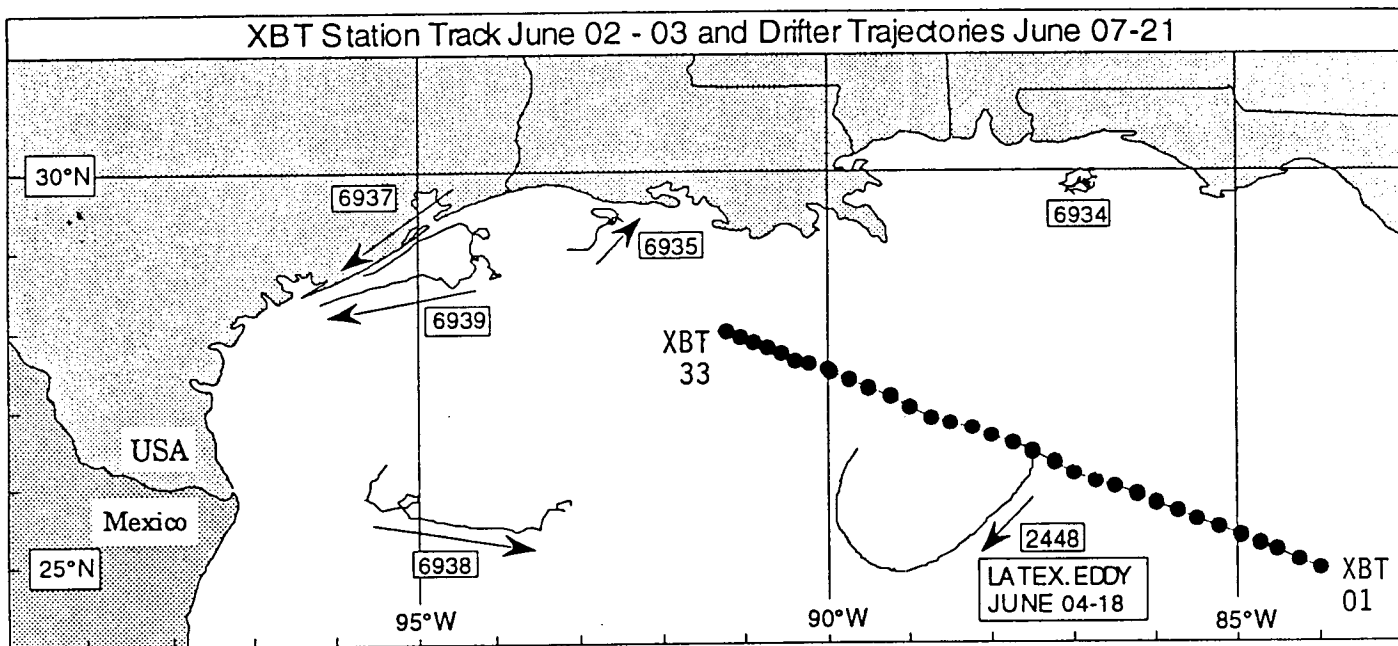 XBT Station Track June 02 - 03 and Drifter Trajectories June 07-21
30°N
6937
6934
6935
6939
XBT
33
USA
Mexico
2448
6938
25°N
LATEX. EDDY
JUNE 04-18
XBT
01
95°W
90°W
85°W